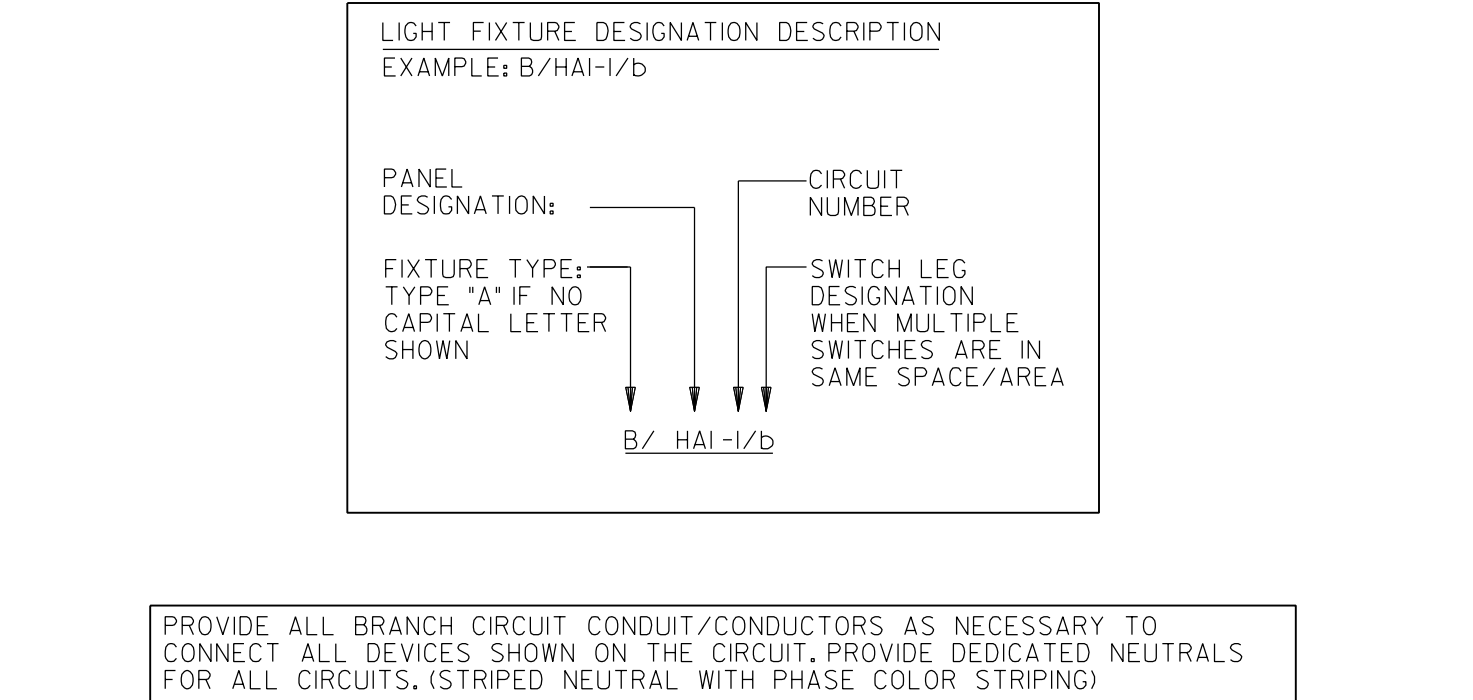 LIGHT FIXTURE DESIGNATION DESCRIPTION
EXAMPLE: B/HA1-1/b
PANEL
DESIGNATION:
CIRCUIT
NUMBER
FIXTURE TYPE:
TYPE "A" IF NO
CAPITAL LETTER
SHOWN
SWITCH LEG
DESIGNATION
WHEN MULTIPLE
SWITCHES ARE IN
SAME SPACE/AREA
B/ HA1-1/b
PROVIDE ALL BRANCH CIRCUIT CONDUIT/CONDUCTORS AS NECESSARY TO
CONNECT ALL DEVICES SHOWN ON THE CIRCUIT. PROVIDE DEDICATED NEUTRALS
FOR ALL CIRCUITS. (STRIPED NEUTRAL WITH PHASE COLOR STRIPING)